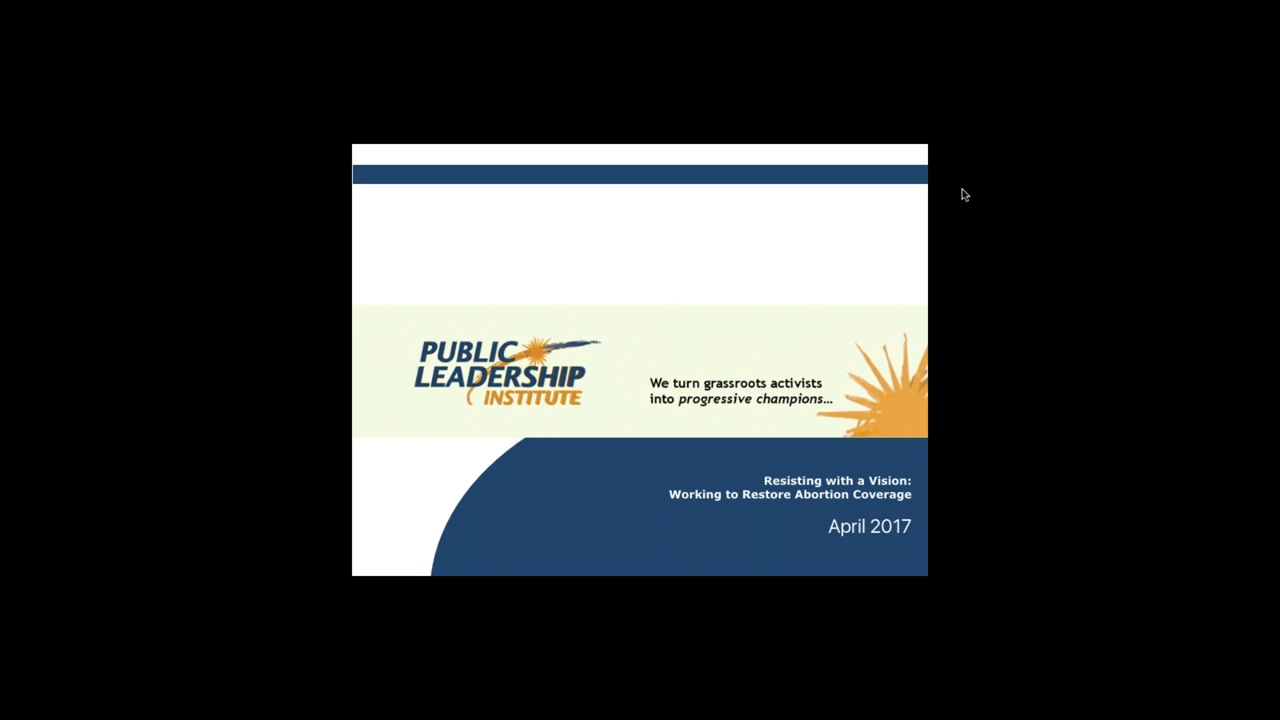 PUBLIC
LEADERSHIP
INSTITUTE
We turn grassroots activists
into progressive champions...
Resisting with a Vision:
Working to Restore Abortion Coverage
April 2017